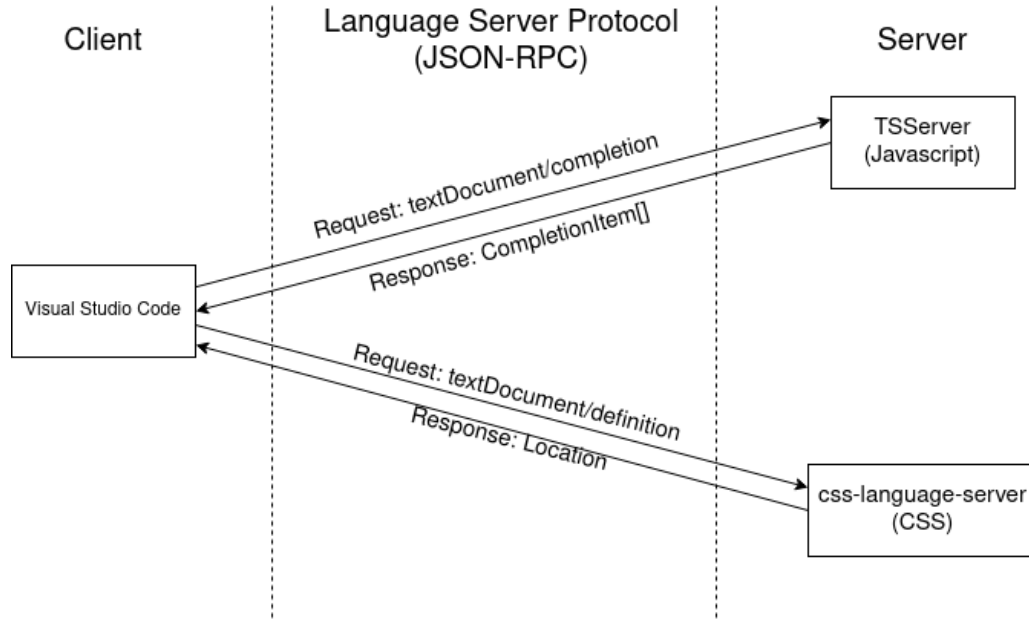 Client
Language Server Protocol
(JSON-RPC)
Server
TSServer
(Javascript)
Request: textDocument/completion
Response: CompletionItem[]
Visual Studio Code
Request: textDocument/definition
Response: Location
css-language-server
(CSS)